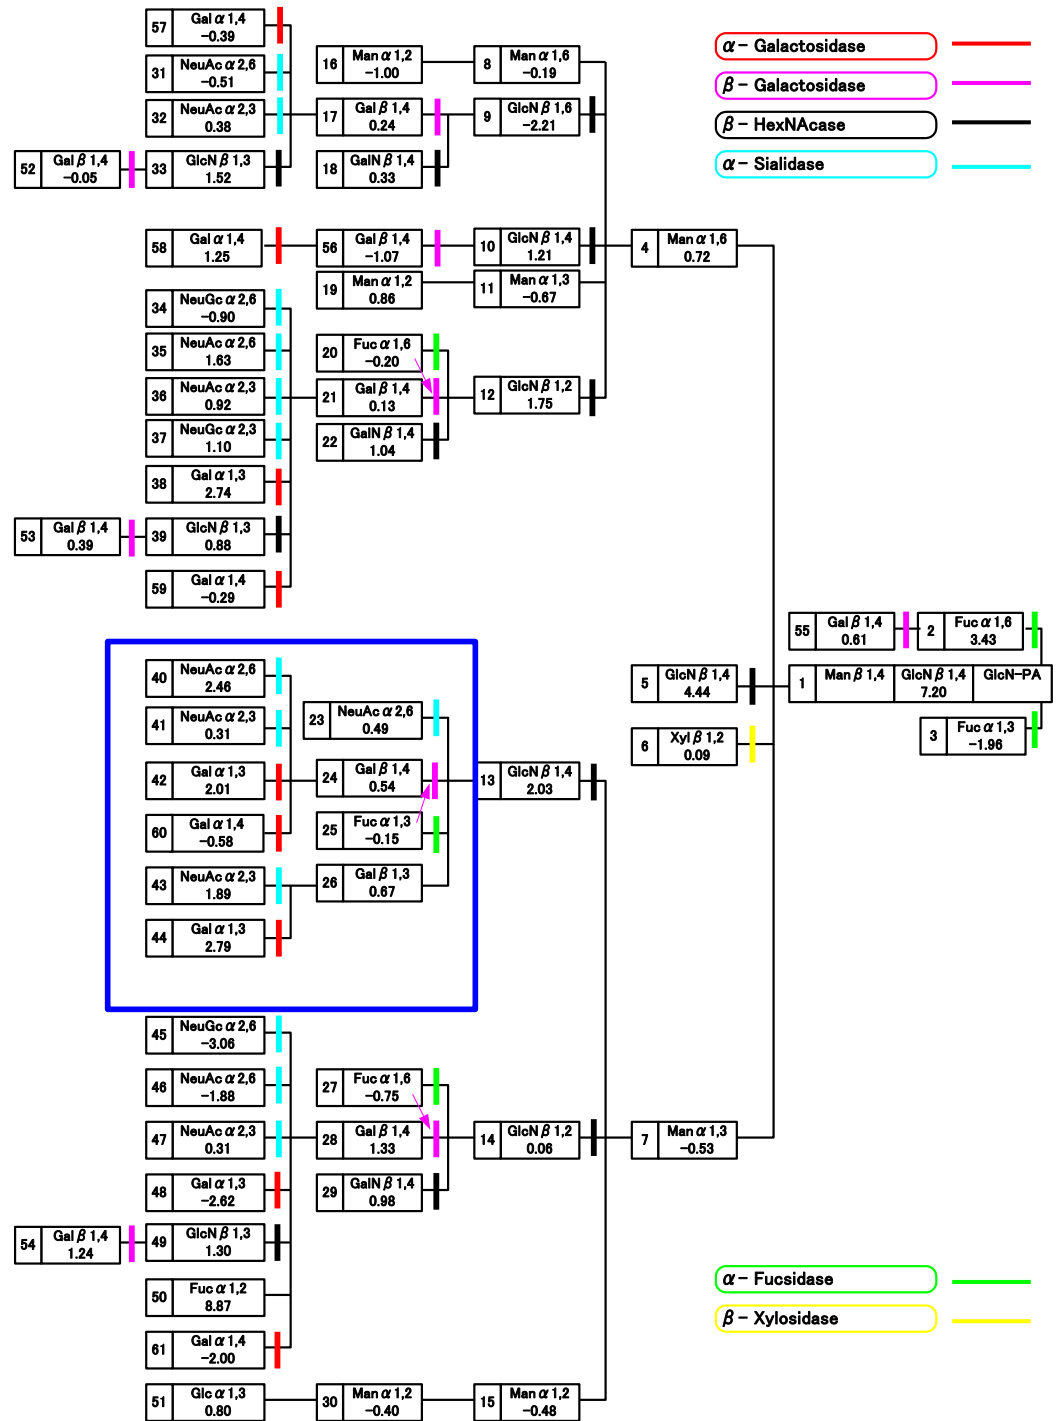 57 Gal α 1,4
−0.39
31 NeuAc α 2,6
−0.51
32 NeuAc α 2,3
0.38
52 Gal β 1,4
−0.05
33 GlcN β 1,3
1.52
16 Man α 1,2
−1.00
17 Gal β 1,4
0.24
18 GalN β 1,4
0.33
8 Man α 1,6
−0.19
9 GlcN β 1,6
−2.21
α − Galactosidase
β − Galactosidase
β − HexNAcase
α − Sialidase
58 Gal α 1,4
1.25
56 Gal β 1,4
−1.07
10 GlcN β 1,4
1.21
4 Man α 1,6
0.72
19 Man α 1,2
0.86
11 Man α 1,3
−0.67
34 NeuGc α 2,6
−0.90
35 NeuAc α 2,6
1.63
36 NeuAc α 2,3
0.92
37 NeuGc α 2,3
1.10
38 Gal α 1,3
2.74
53 Gal β 1,4
0.39
39 GlcN β 1,3
0.88
59 Gal α 1,4
−0.29
20 Fuc α 1,6
−0.20
21 Gal β 1,4
0.13
22 GalN β 1,4
1.04
12 GlcN β 1,2
1.75
55 Gal β 1,4
0.61
2 Fuc α 1,6
3.43
5 GlcN β 1,4
4.44
1 Man β 1,4 GlcN β 1,4 GlcN−PA
7.20
6 Xyl β 1,2
0.09
3 Fuc α 1,3
−1.96
40 NeuAc α 2,6
2.46
41 NeuAc α 2,3
0.31
42 Gal α 1,3
2.01
60 Gal α 1,4
−0.58
43 NeuAc α 2,3
1.89
44 Gal α 1,3
2.79
23 NeuAc α 2,6
0.49
24 Gal β 1,4
0.54
25 Fuc α 1,3
−0.15
26 Gal β 1,3
0.67
13 GlcN β 1,4
2.03
45 NeuGc α 2,6
−3.06
46 NeuAc α 2,6
−1.88
47 NeuAc α 2,3
0.31
48 Gal α 1,3
−2.62
54 Gal β 1,4
1.24
49 GlcN β 1,3
1.30
50 Fuc α 1,2
8.87
61 Gal α 1,4
−2.00
27 Fuc α 1,6
−0.75
28 Gal β 1,4
1.33
29 GalN β 1,4
0.98
14 GlcN β 1,2
0.06
7 Man α 1,3
−0.53
51 Glc α 1,3
0.80
30 Man α 1,2
−0.40
15 Man α 1,2
−0.48
α − Fucsidase
β − Xylosidase